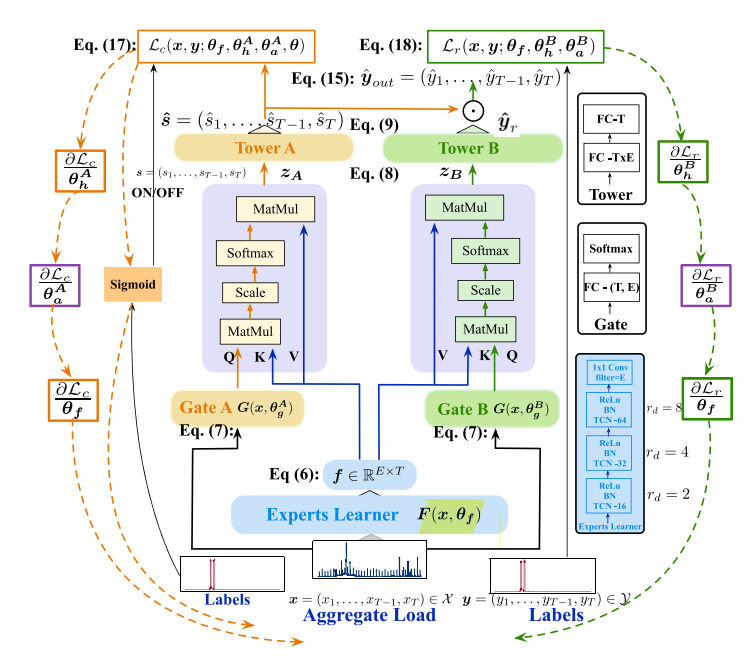 Eq. (17): ℒ_c(x, y; θ_f, θ_h^A, θ_a^A, θ)
Eq. (18): ℒ_r(x, y; θ_f, θ_h^B, θ_a^B)
Eq. (15): ŷ_out = (ŷ_1, …, ŷ_{T−1}, ŷ_T)
ŝ = (ŝ_1, …, ŝ_{T−1}, ŝ_T)
Eq. (9)
ŷ_r
Tower A
Tower B
s = (s_1, …, s_{T−1}, s_T)
ON/OFF
z_A
Eq. (8)
z_B
MatMul
Softmax
Scale
MatMul
Q
K
V
MatMul
Softmax
Scale
MatMul
V
K
Q
∂ℒ_c
θ_h^A
∂ℒ_c
θ_a^A
∂ℒ_c
θ_f
Sigmoid
∂ℒ_r
θ_h^B
∂ℒ_r
θ_a^B
∂ℒ_r
θ_f
FC-T
FC -TxE
Tower
Softmax
FC - (T, E)
Gate
1x1 Conv
filter=E
ReLu
BN
TCN -64
r_d = 8
ReLu
BN
TCN -32
r_d = 4
ReLu
BN
TCN -16
r_d = 2
Experts Learner
Gate A G(x, θ_g^A)
Eq. (7):
Gate B G(x, θ_g^B)
Eq. (7):
Eq (6): f ∈ ℝ^{E×T}
Experts Learner F(x, θ_f)
Labels
x = (x_1, …, x_{T−1}, x_T) ∈ 𝒳
Aggregate Load
y = (y_1, …, y_{T−1}, y_T) ∈ 𝒴
Labels